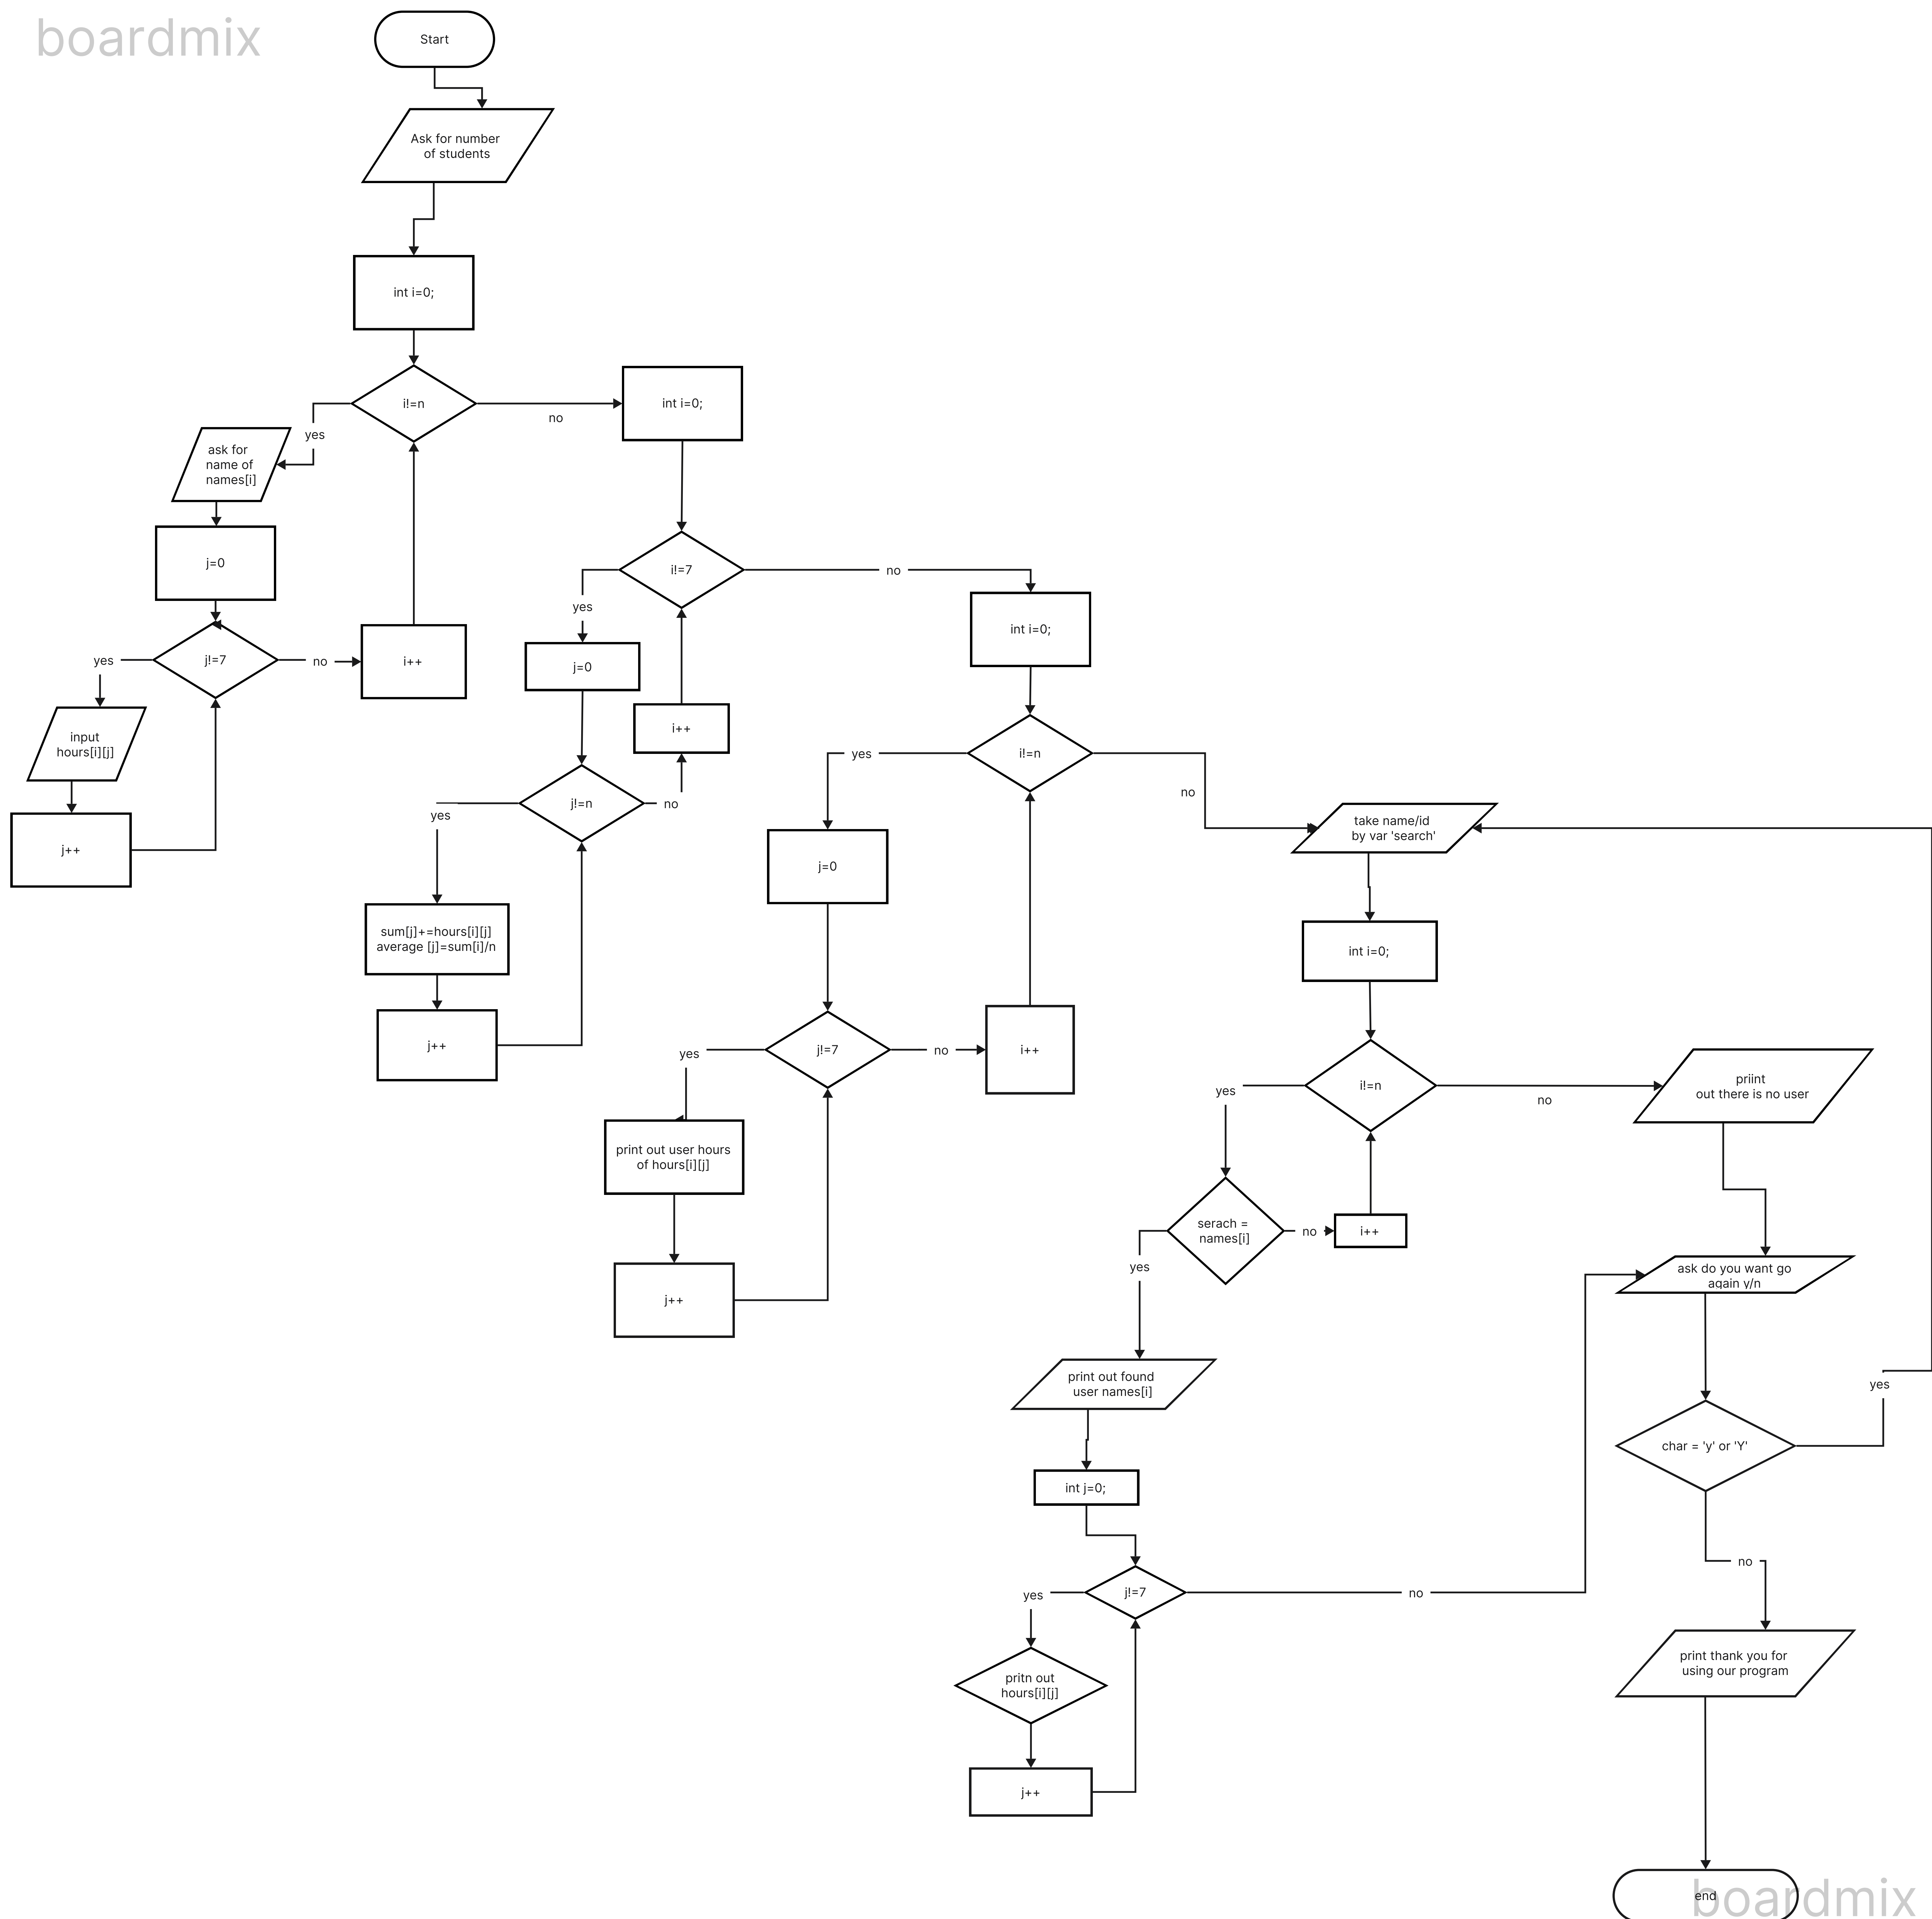 boardmix
Start
Ask for number
of students
int i=0;
i!=n
yes
no
ask for
name of
names[i]
j=0
j!=7
yes
no
input
hours[i][j]
j++
i++
int i=0;
i!=7
yes
no
j=0
i++
j!=n
yes
no
sum[j]+=hours[i][j]
average [j]=sum[i]/n
j++
int i=0;
i!=n
yes
no
j=0
j!=7
yes
no
i++
print out user hours
of hours[i][j]
j++
take name/id
by var 'search'
int i=0;
i!=n
yes
no
priint
out there is no user
serach =
names[i]
no
i++
yes
print out found
user names[i]
int j=0;
j!=7
yes
no
pritn out
hours[i][j]
j++
ask do you want go
again y/n
char = 'y' or 'Y'
yes
no
print thank you for
using our program
end
boardmix